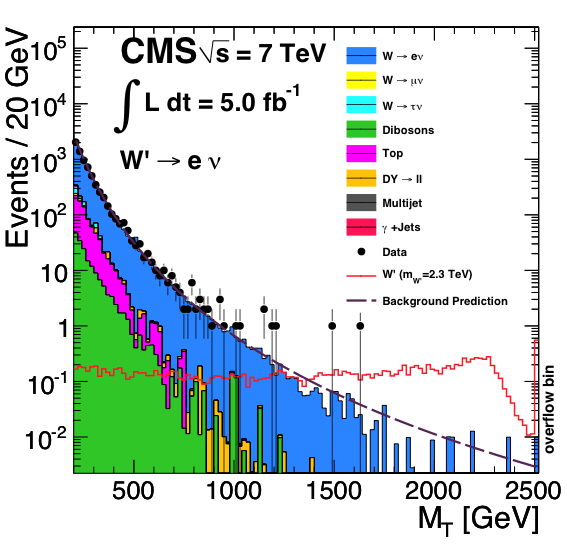 CMS √s = 7 TeV
∫ L dt = 5.0 fb⁻¹
W' → e ν
Events / 20 GeV
10⁵
10⁴
10³
10²
10
1
10⁻¹
10⁻²
W → eν
W → μν
W → τν
Dibosons
Top
DY → ll
Multijet
γ +Jets
Data
W' (m_W'=2.3 TeV)
Background Prediction
overflow bin
500 1000 1500 2000 2500
M_T [GeV]